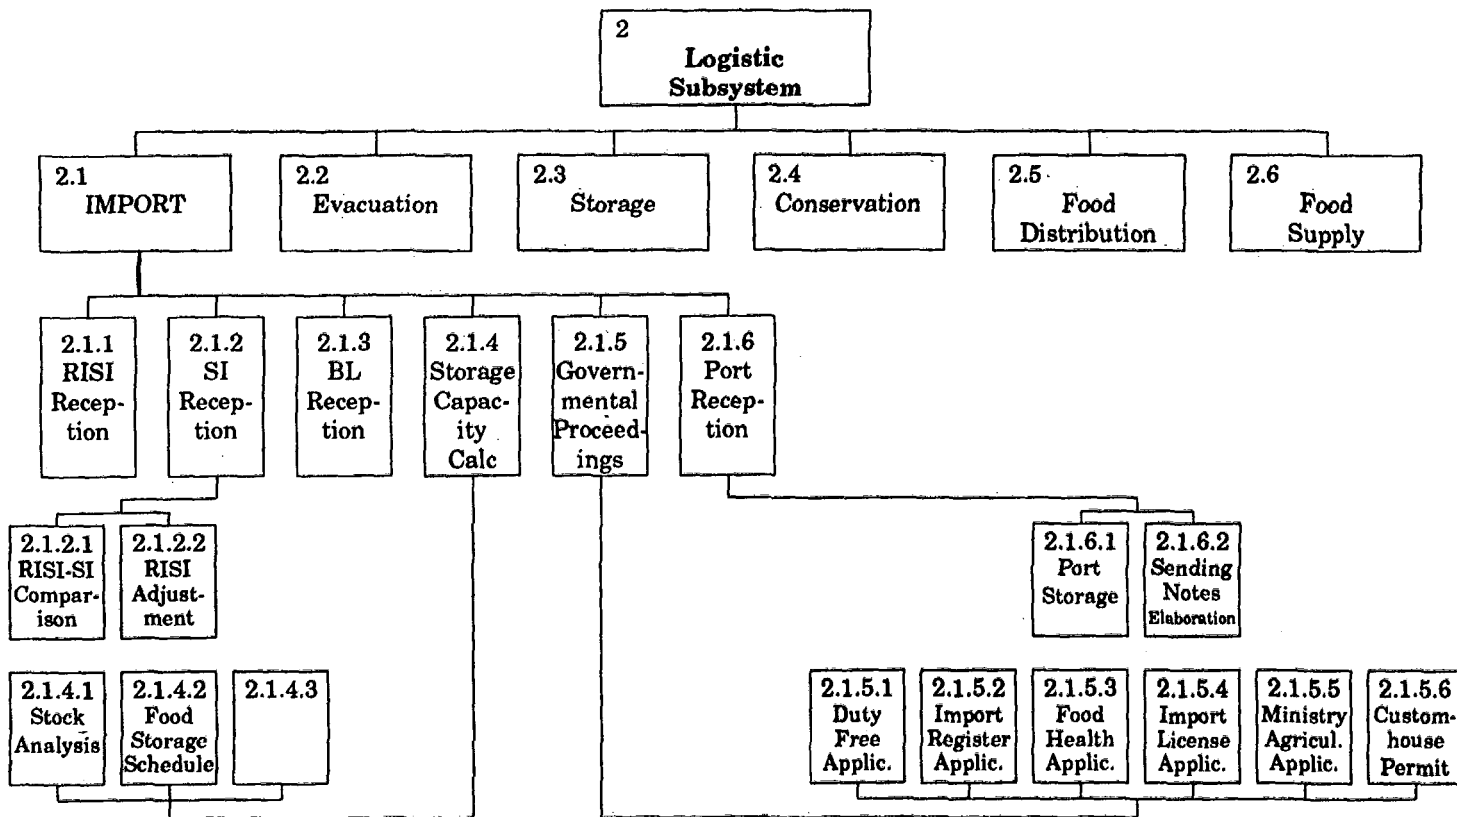 2
Logistic
Subsystem
2.1
IMPORT
2.2
Evacuation
2.3
Storage
2.4
Conservation
2.5
Food
Distribution
2.6
Food
Supply
2.1.1
RISI
Recep-
tion
2.1.2
SI
Recep-
tion
2.1.3
BL
Recep-
tion
2.1.4
Storage
Capac-
ity
Calc
2.1.5
Govern-
mental
Proceed-
ings
2.1.6
Port
Recep-
tion
2.1.2.1
RISI-SI
Compar-
ison
2.1.2.2
RISI
Adjust-
ment
2.1.6.1
Port
Storage
2.1.6.2
Sending
Notes
Elaboration
2.1.4.1
Stock
Analysis
2.1.4.2
Food
Storage
Schedule
2.1.4.3
2.1.5.1
Duty
Free
Applic.
2.1.5.2
Import
Register
Applic.
2.1.5.3
Food
Health
Applic.
2.1.5.4
Import
License
Applic.
2.1.5.5
Ministry
Agricul.
Applic.
2.1.5.6
Custom-
house
Permit